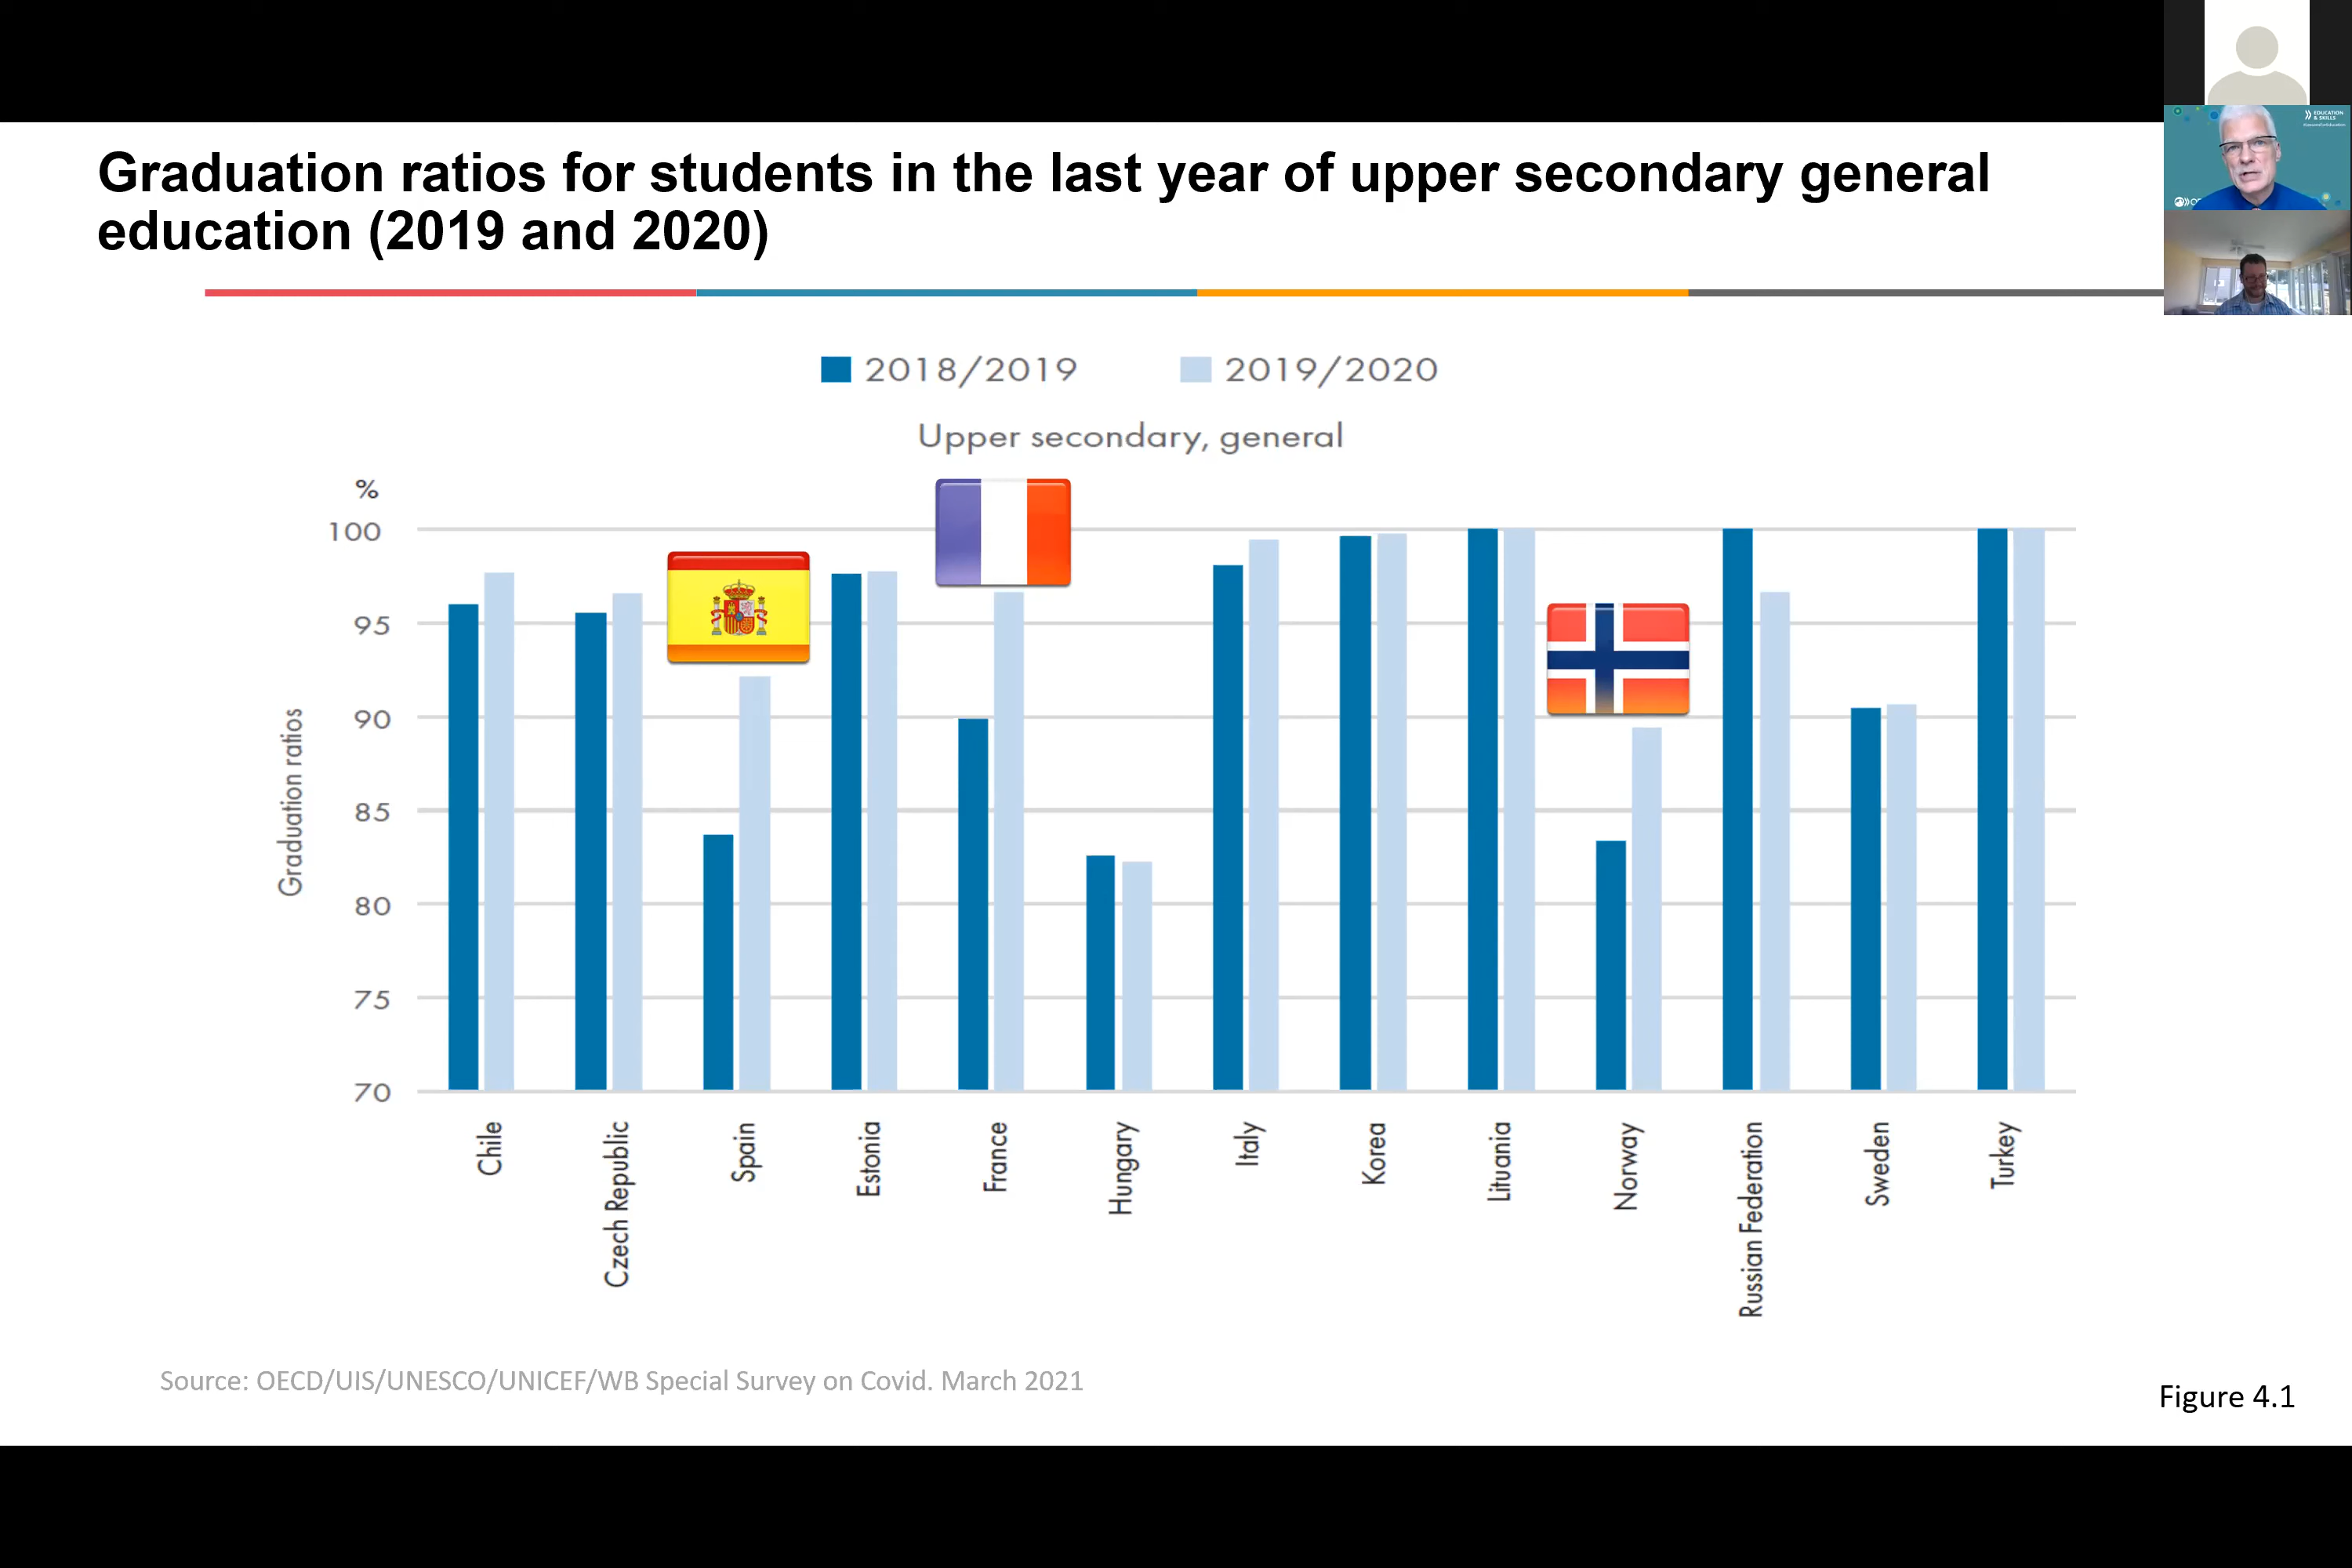 Graduation ratios for students in the last year of upper secondary general
education (2019 and 2020)
EDUCATION
& SKILLS
2018/2019
2019/2020
Upper secondary, general
%
100
95
90
85
80
75
70
Graduation ratios
Chile
Czech Republic
Spain
Estonia
France
Hungary
Italy
Korea
Lituania
Norway
Russian Federation
Sweden
Turkey
Source: OECD/UIS/UNESCO/UNICEF/WB Special Survey on Covid. March 2021
Figure 4.1